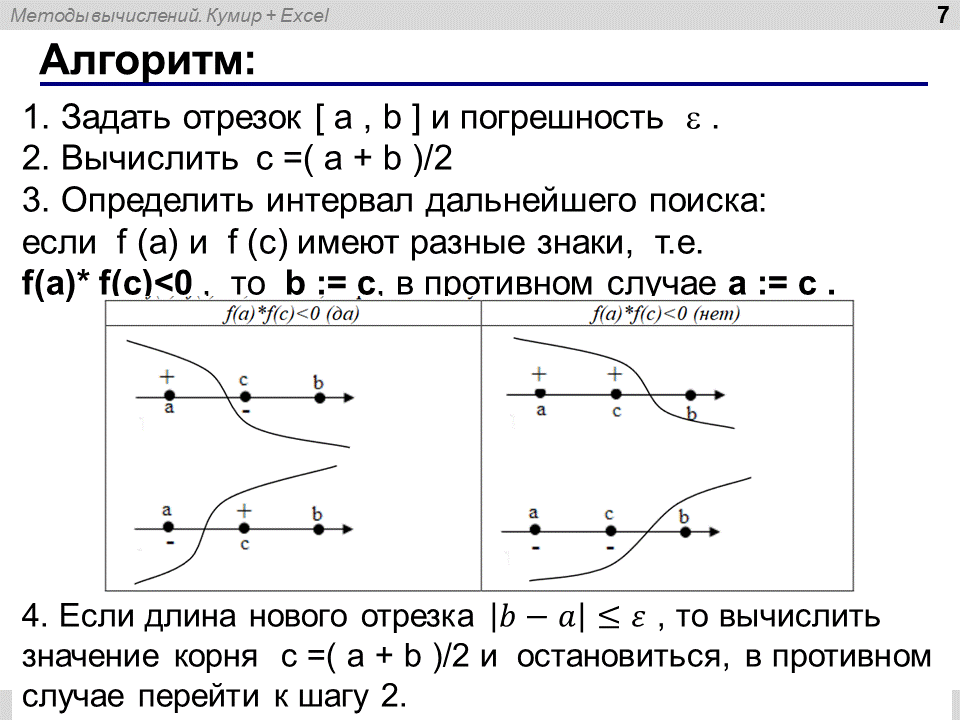 Методы вычислений. Кумир + Excel
7
Алгоритм:
1. Задать отрезок [ a , b ] и погрешность ε .
2. Вычислить c =( a + b )/2
3. Определить интервал дальнейшего поиска:
если f (a) и f (c) имеют разные знаки, т.е.
f(a)* f(c)<0 , то b := c, в противном случае a := c .
f(a)*f(c)<0 (да)
f(a)*f(c)<0 (нет)
+ c b
a -
+ +
a c b
a + b
- c
a c b
- -
4. Если длина нового отрезка |b − a| ≤ ε , то вычислить
значение корня c =( a + b )/2 и остановиться, в противном
случае перейти к шагу 2.